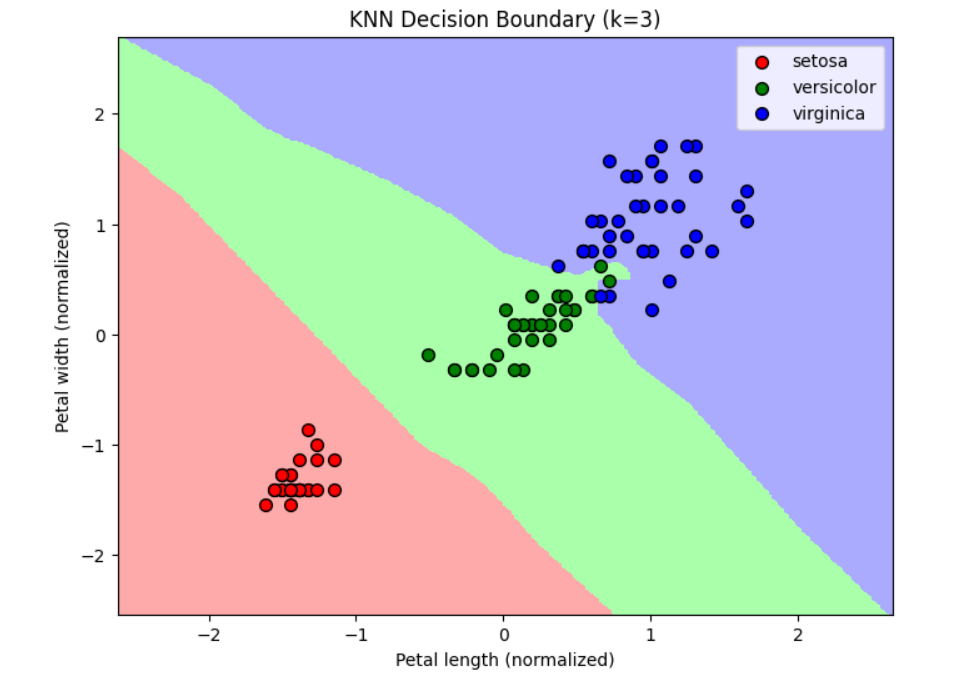 KNN Decision Boundary (k=3)
setosa
versicolor
virginica
Petal width (normalized)
2
1
0
−1
−2
−2
−1
0
1
2
Petal length (normalized)